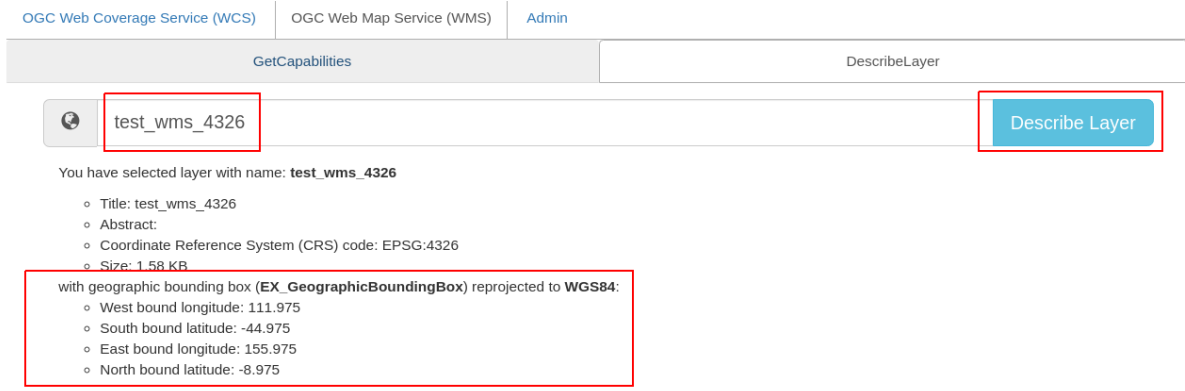 OGC Web Coverage Service (WCS) OGC Web Map Service (WMS) Admin
GetCapabilities DescribeLayer
test_wms_4326 Describe Layer
You have selected layer with name: test_wms_4326
Title: test_wms_4326
Abstract:
Coordinate Reference System (CRS) code: EPSG:4326
Size: 1.58 KB
with geographic bounding box (EX_GeographicBoundingBox) reprojected to WGS84:
West bound longitude: 111.975
South bound latitude: -44.975
East bound longitude: 155.975
North bound latitude: -8.975